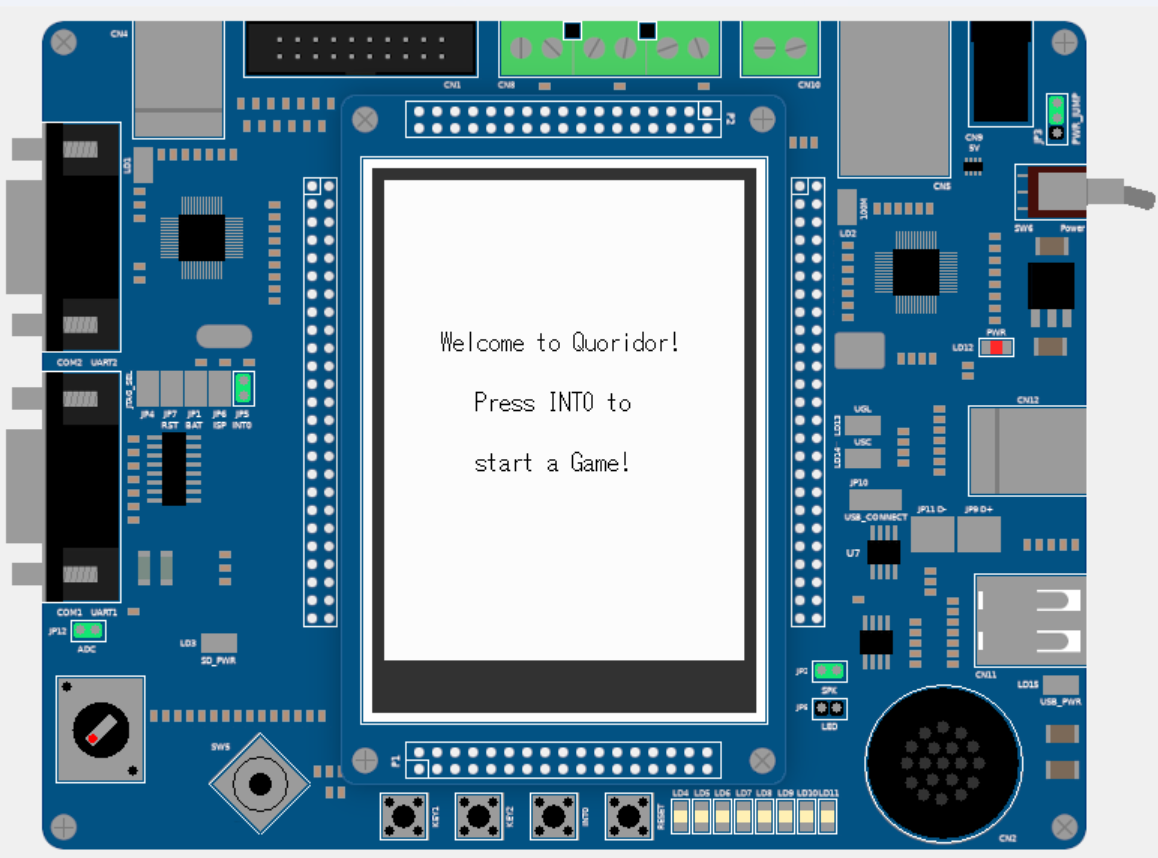 CN4
CN1
CN8
CN10
P2
JP3
PWR_JUMP
CN9
5V
LD1
CN5
100M
LD2
SW6 Power
PWR
LD12
Welcome to Quoridor!
Press INT0 to
start a Game!
COM2 UART2
JTAG_SEL
JP4 JP7 JP1 JP6 JP5
RST BAT ISP INT0
CN12
UGL
LD13
USC
LD14
JP10
USB_CONNECT
JP11 D- JP9 D+
U7
COM1 UART1
JP12
ADC
LD3
SD_PWR
JP2
SPK
LED
CN11
LD15
USB_PWR
SW5
P1
KEY1
KEY2
INT0
RESET
LD4 LD5 LD6 LD7 LD8 LD9 LD10 LD11
CN2